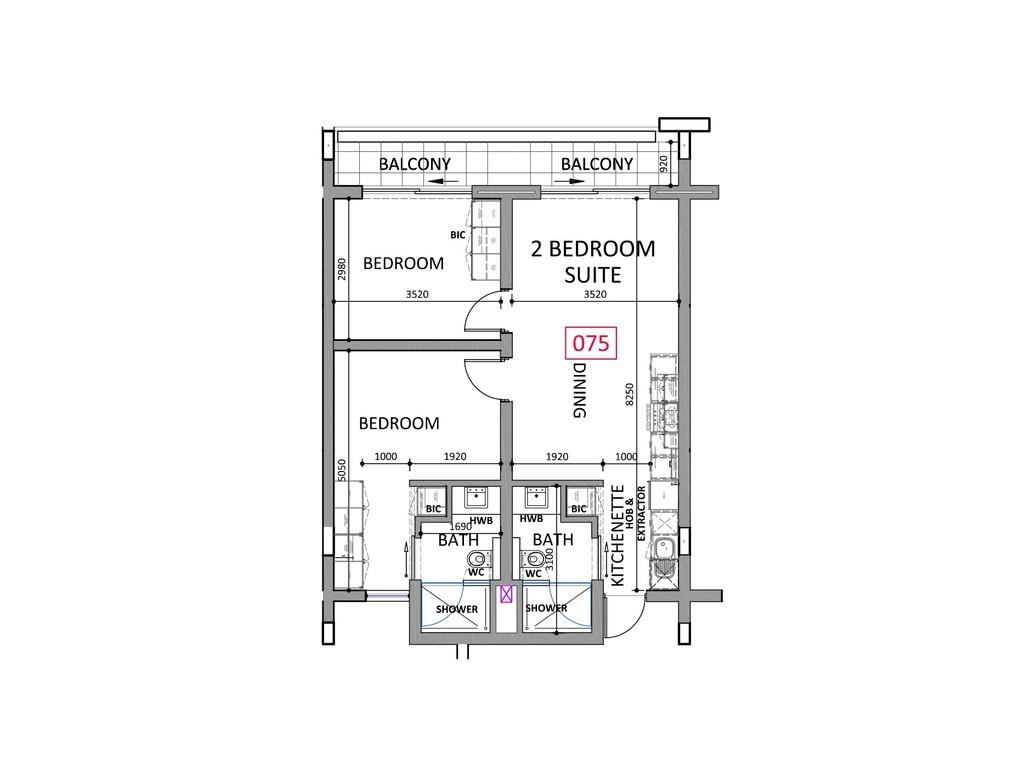 BALCONY
BALCONY
920
BIC
2 BEDROOM
SUITE
BEDROOM
2980
3520
3520
075
DINING
8250
BEDROOM
1000
1920
1920
1000
5050
KITCHENETTE
HOB &
EXTRACTOR
BIC
HWB
HWB
BIC
1690
BATH
BATH
3100
WC
WC
SHOWER
SHOWER